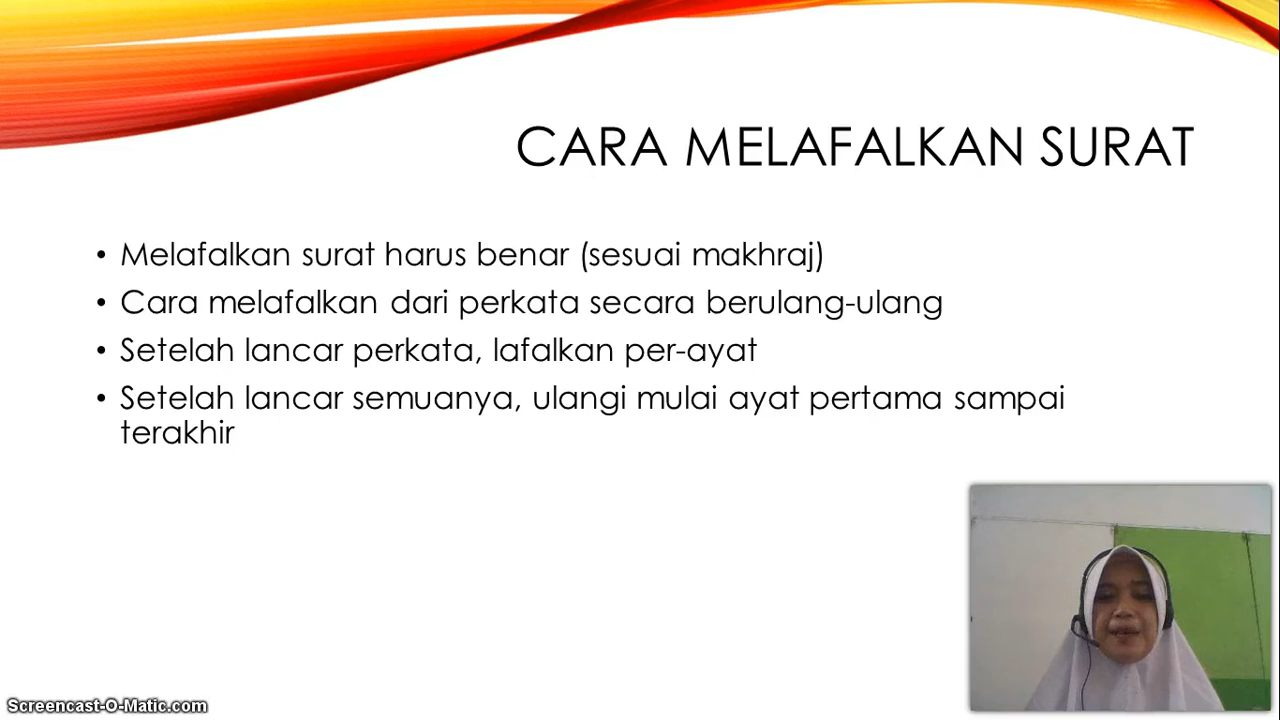 CARA MELAFALKAN SURAT
• Melafalkan surat harus benar (sesuai makhraj)
• Cara melafalkan dari perkata secara berulang-ulang
• Setelah lancar perkata, lafalkan per-ayat
• Setelah lancar semuanya, ulangi mulai ayat pertama sampai
terakhir
Screencast-O-Matic.com